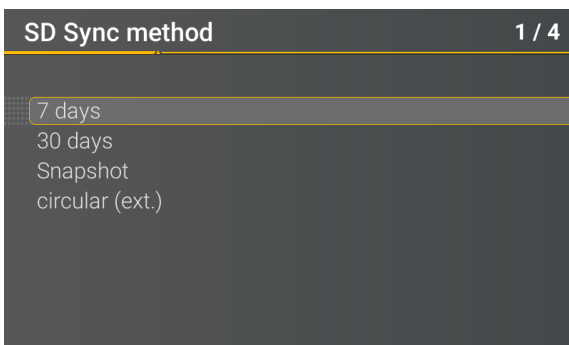 SD Sync method 1 / 4
7 days
30 days
Snapshot
circular (ext.)